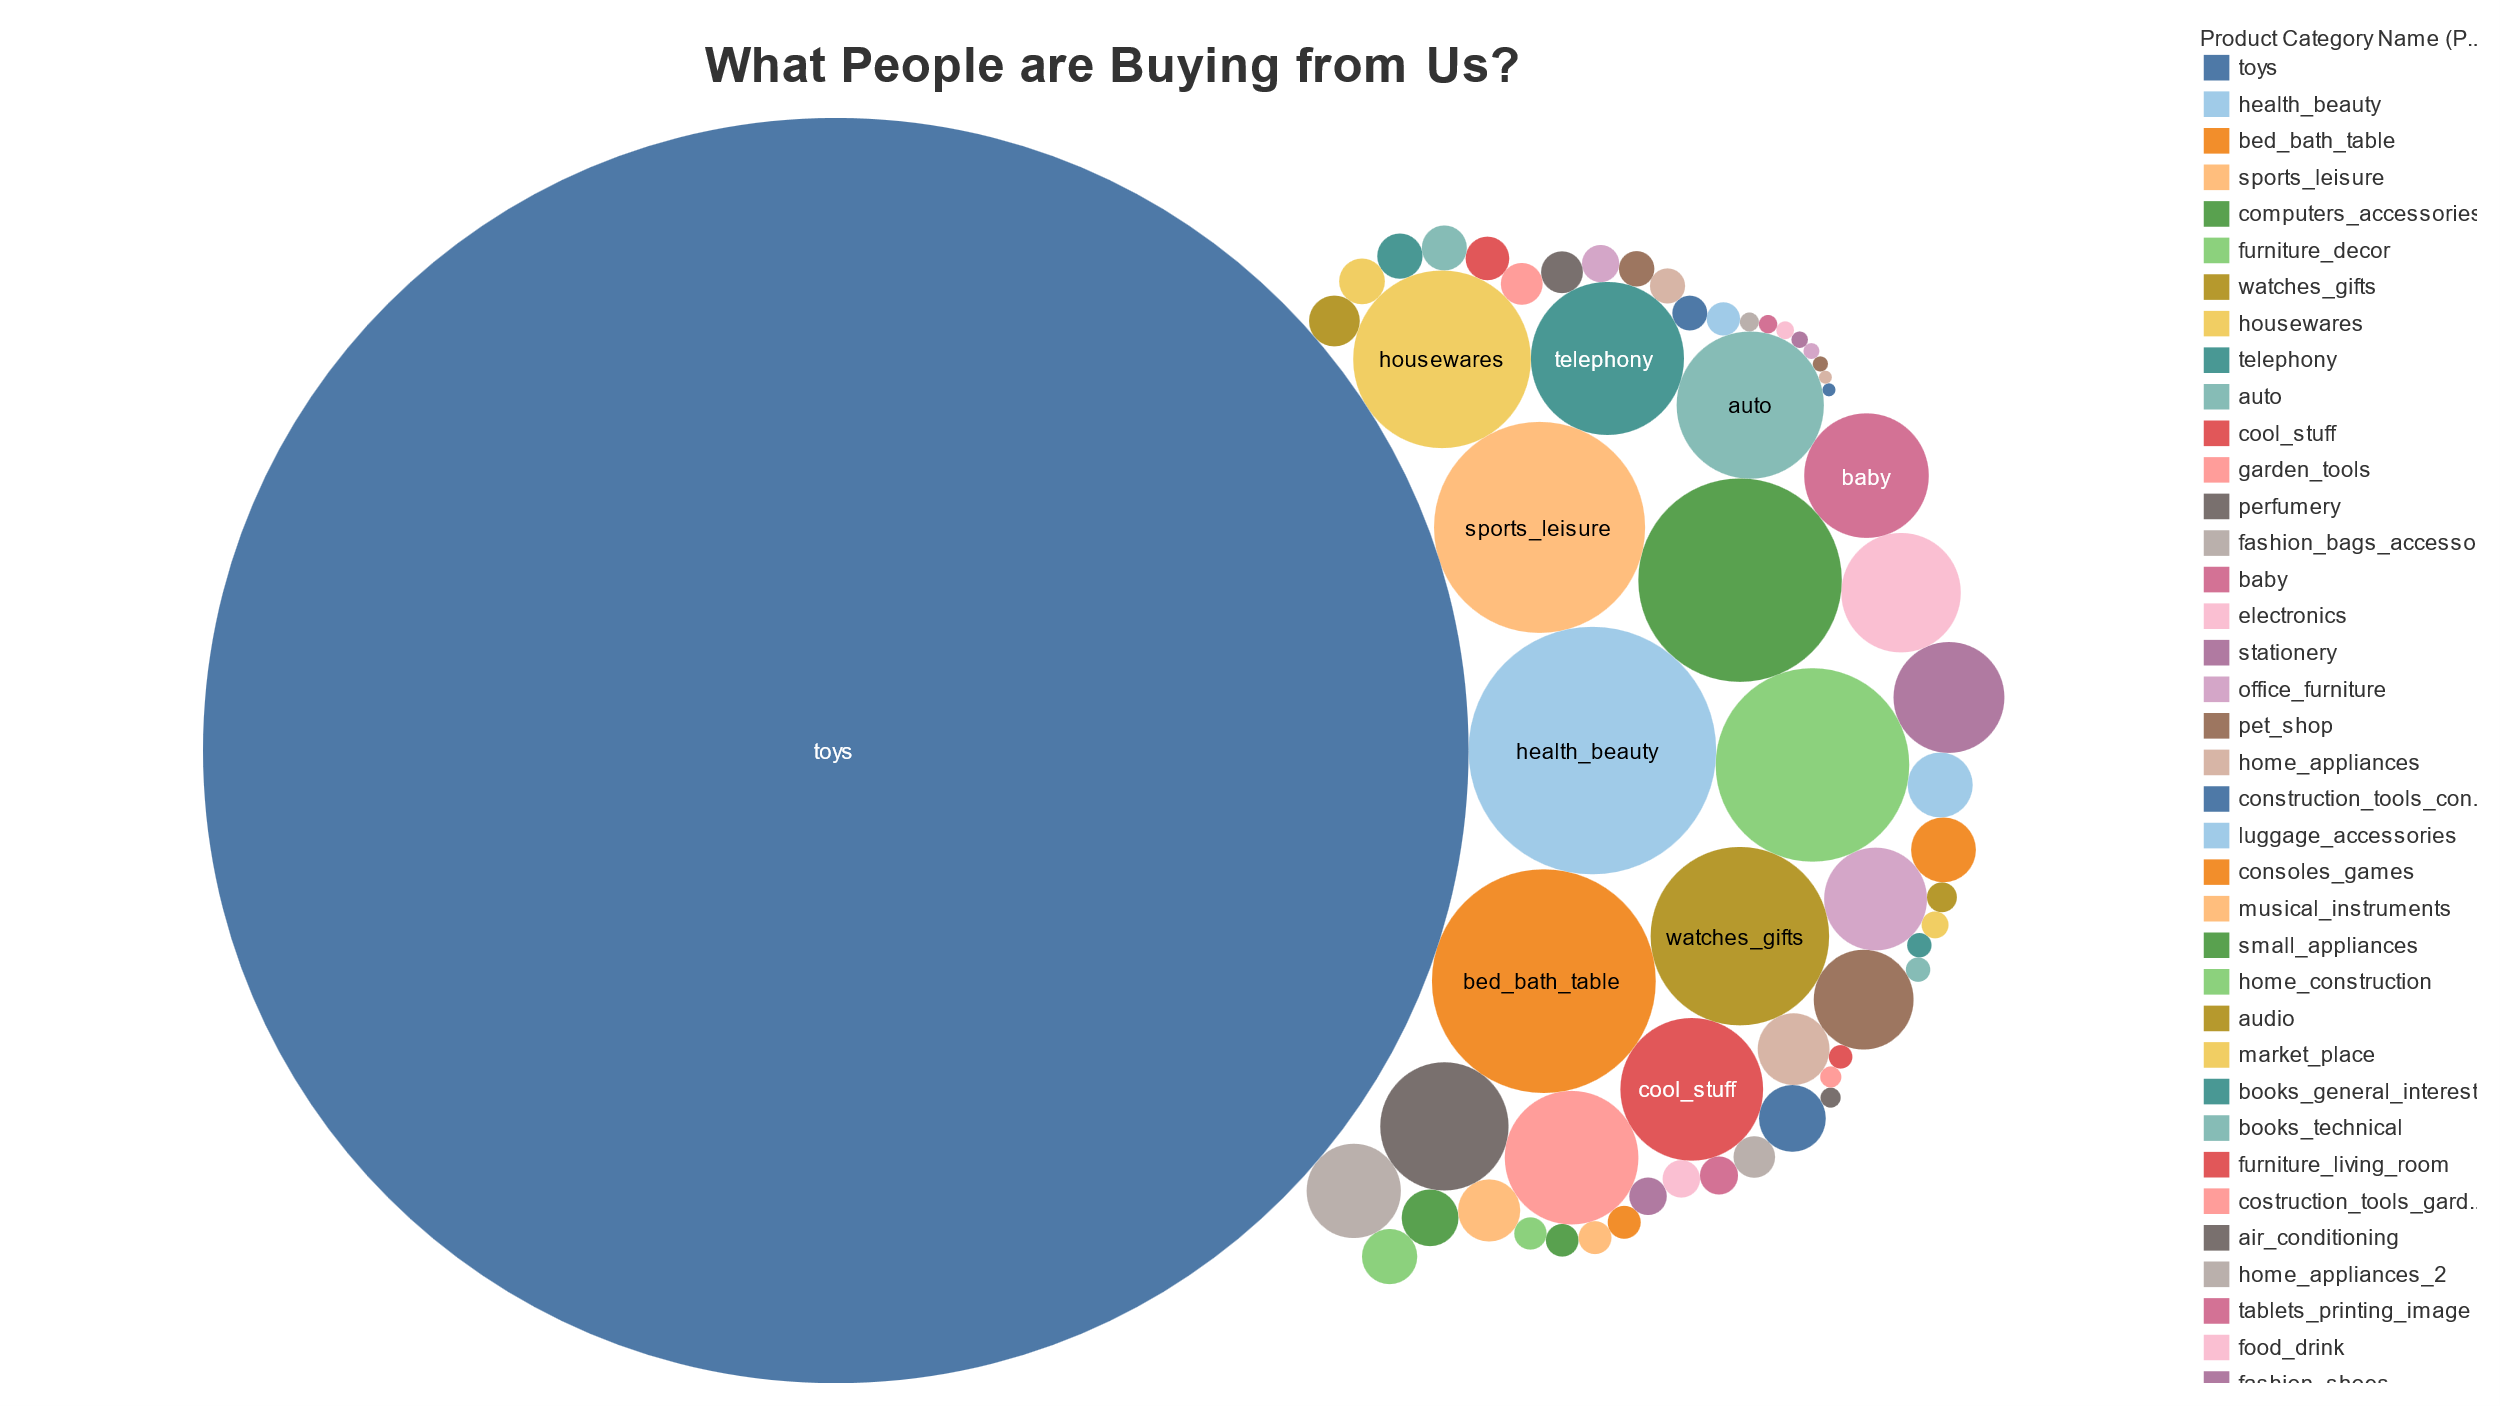 What People are Buying from Us?
Product Category Name (P..
toys
health_beauty
bed_bath_table
sports_leisure
computers_accessories
furniture_decor
watches_gifts
housewares
telephony
auto
cool_stuff
garden_tools
perfumery
fashion_bags_accesso
baby
electronics
stationery
office_furniture
pet_shop
home_appliances
construction_tools_con.
luggage_accessories
consoles_games
musical_instruments
small_appliances
home_construction
audio
market_place
books_general_interest
books_technical
furniture_living_room
costruction_tools_gard..
air_conditioning
home_appliances_2
tablets_printing_image
food_drink
fashion_shoes
housewares
telephony
auto
baby
sports_leisure
toys
health_beauty
watches_gifts
bed_bath_table
cool_stuff